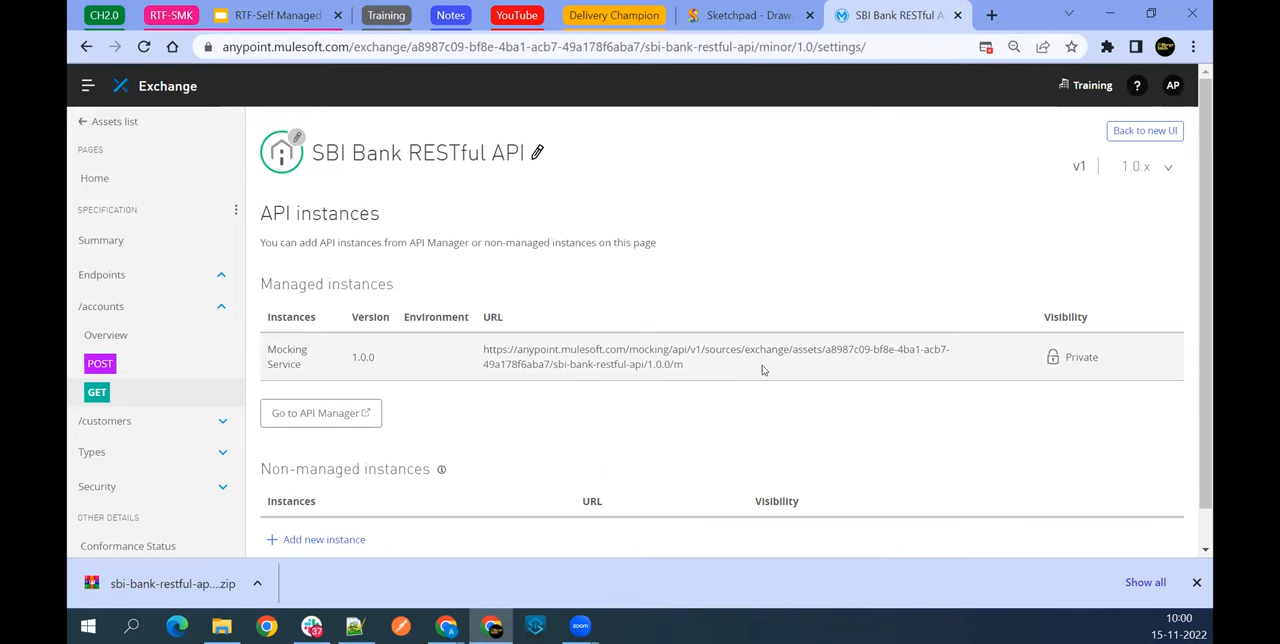 CH2.0
RTF-SMK
RTF-Self Managed
Training
Notes
YouTube
Delivery Champion
Sketchpad - Draw
SBI Bank RESTful A
anypoint.mulesoft.com/exchange/a8987c09-bf8e-4ba1-acb7-49a178f6aba7/sbi-bank-restful-api/minor/1.0/settings/
Exchange
Training
?
AP
Assets list
PAGES
Home
SPECIFICATION
Summary
Endpoints
/accounts
Overview
POST
GET
/customers
Types
Security
OTHER DETAILS
Conformance Status
Back to new UI
SBI Bank RESTful API
v1
1.0.x
API instances
You can add API instances from API Manager or non-managed instances on this page
Managed instances
Instances Version Environment URL Visibility
Mocking
Service
1.0.0
https://anypoint.mulesoft.com/mocking/api/v1/sources/exchange/assets/a8987c09-bf8e-4ba1-acb7-
49a178f6aba7/sbi-bank-restful-api/1.0.0/m
Private
Go to API Manager
Non-managed instances
Instances URL Visibility
+ Add new instance
sbi-bank-restful-ap....zip
Show all
37
zoom
10:00
15-11-2022